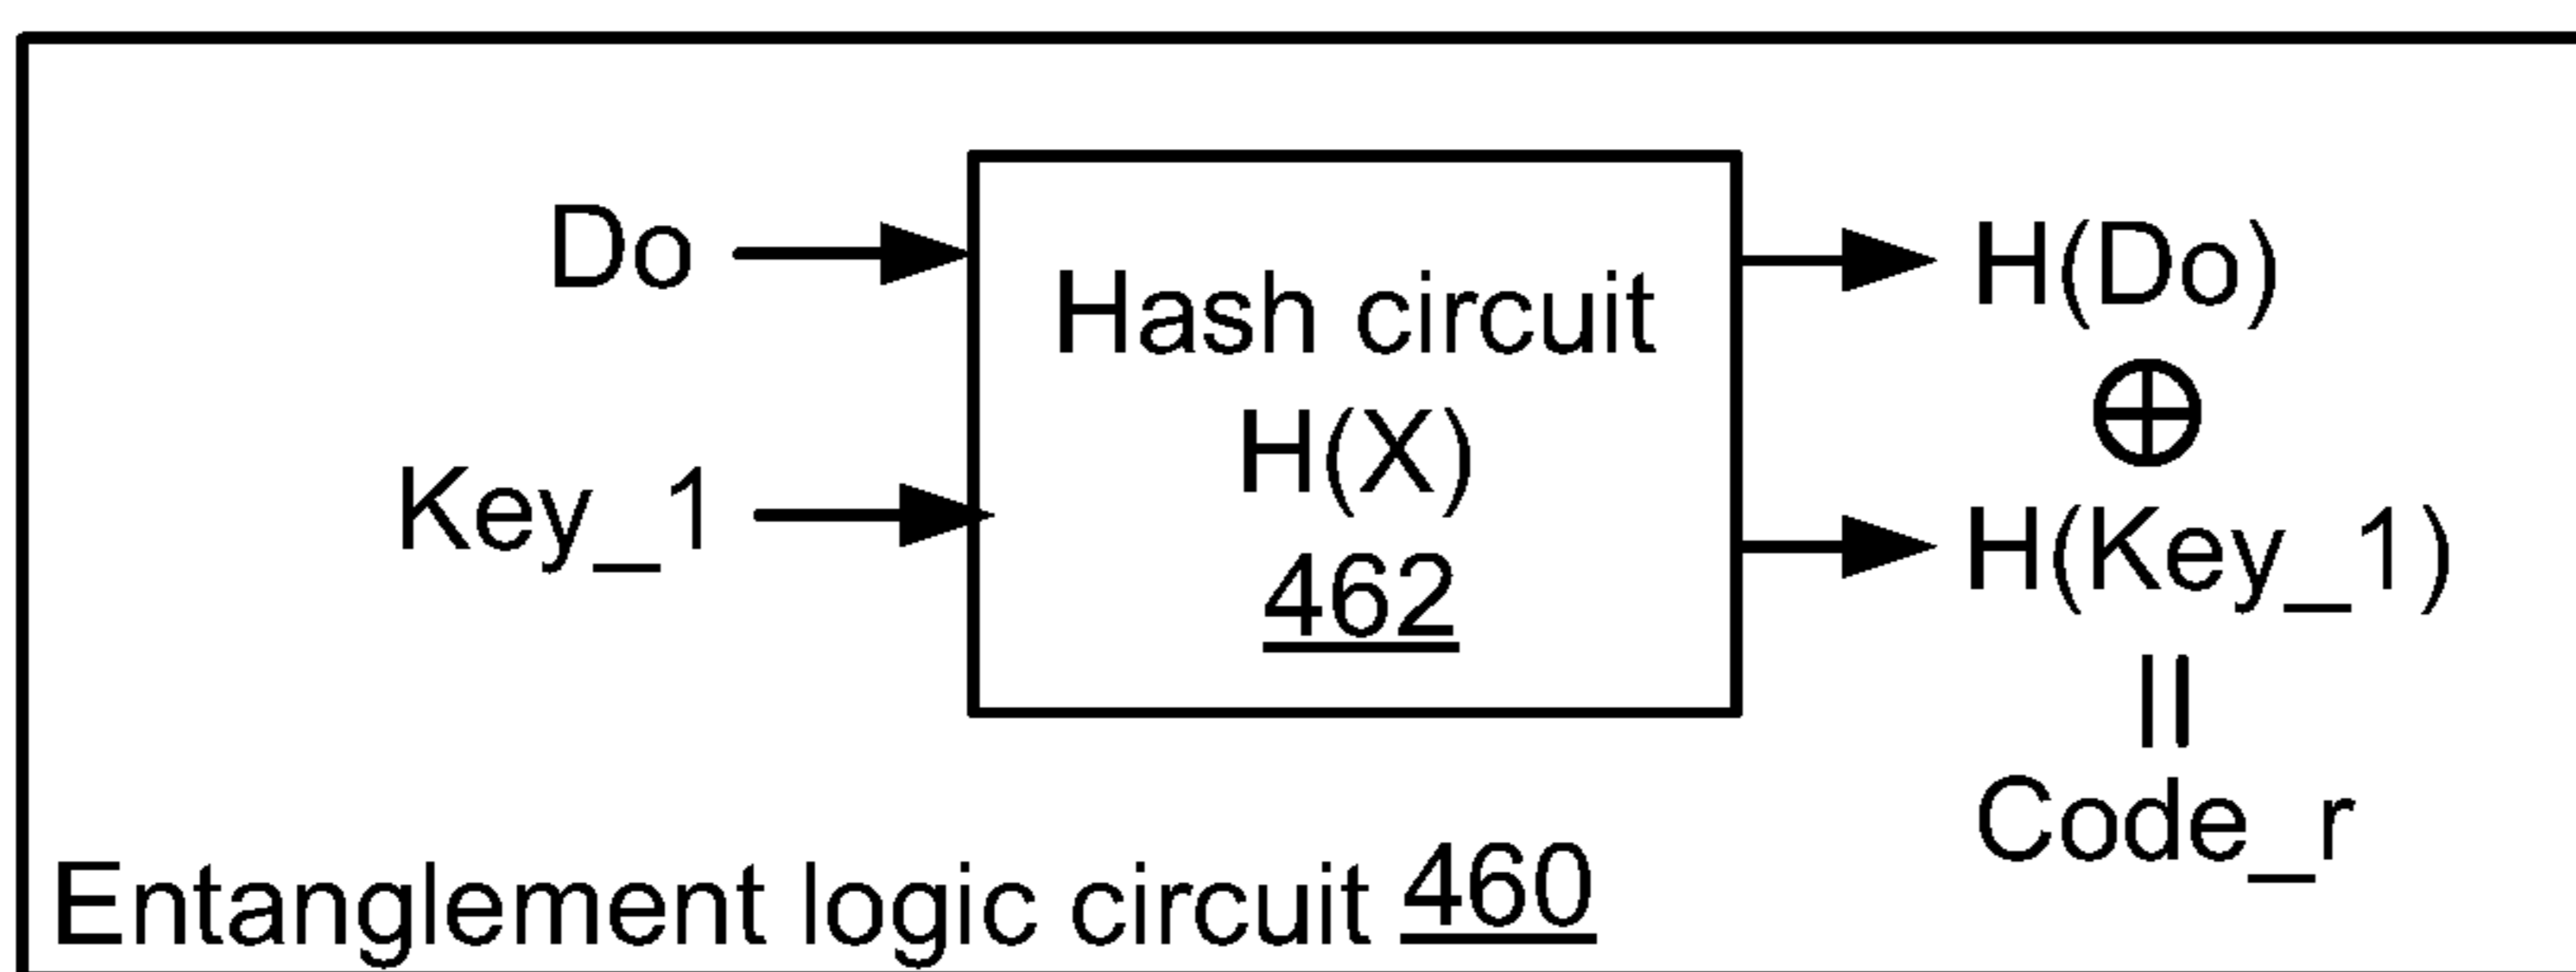 Do
Key_1
Hash circuit
H(X)
462
H(Do)
⊕
H(Key_1)
=
Code_r
Entanglement logic circuit 460